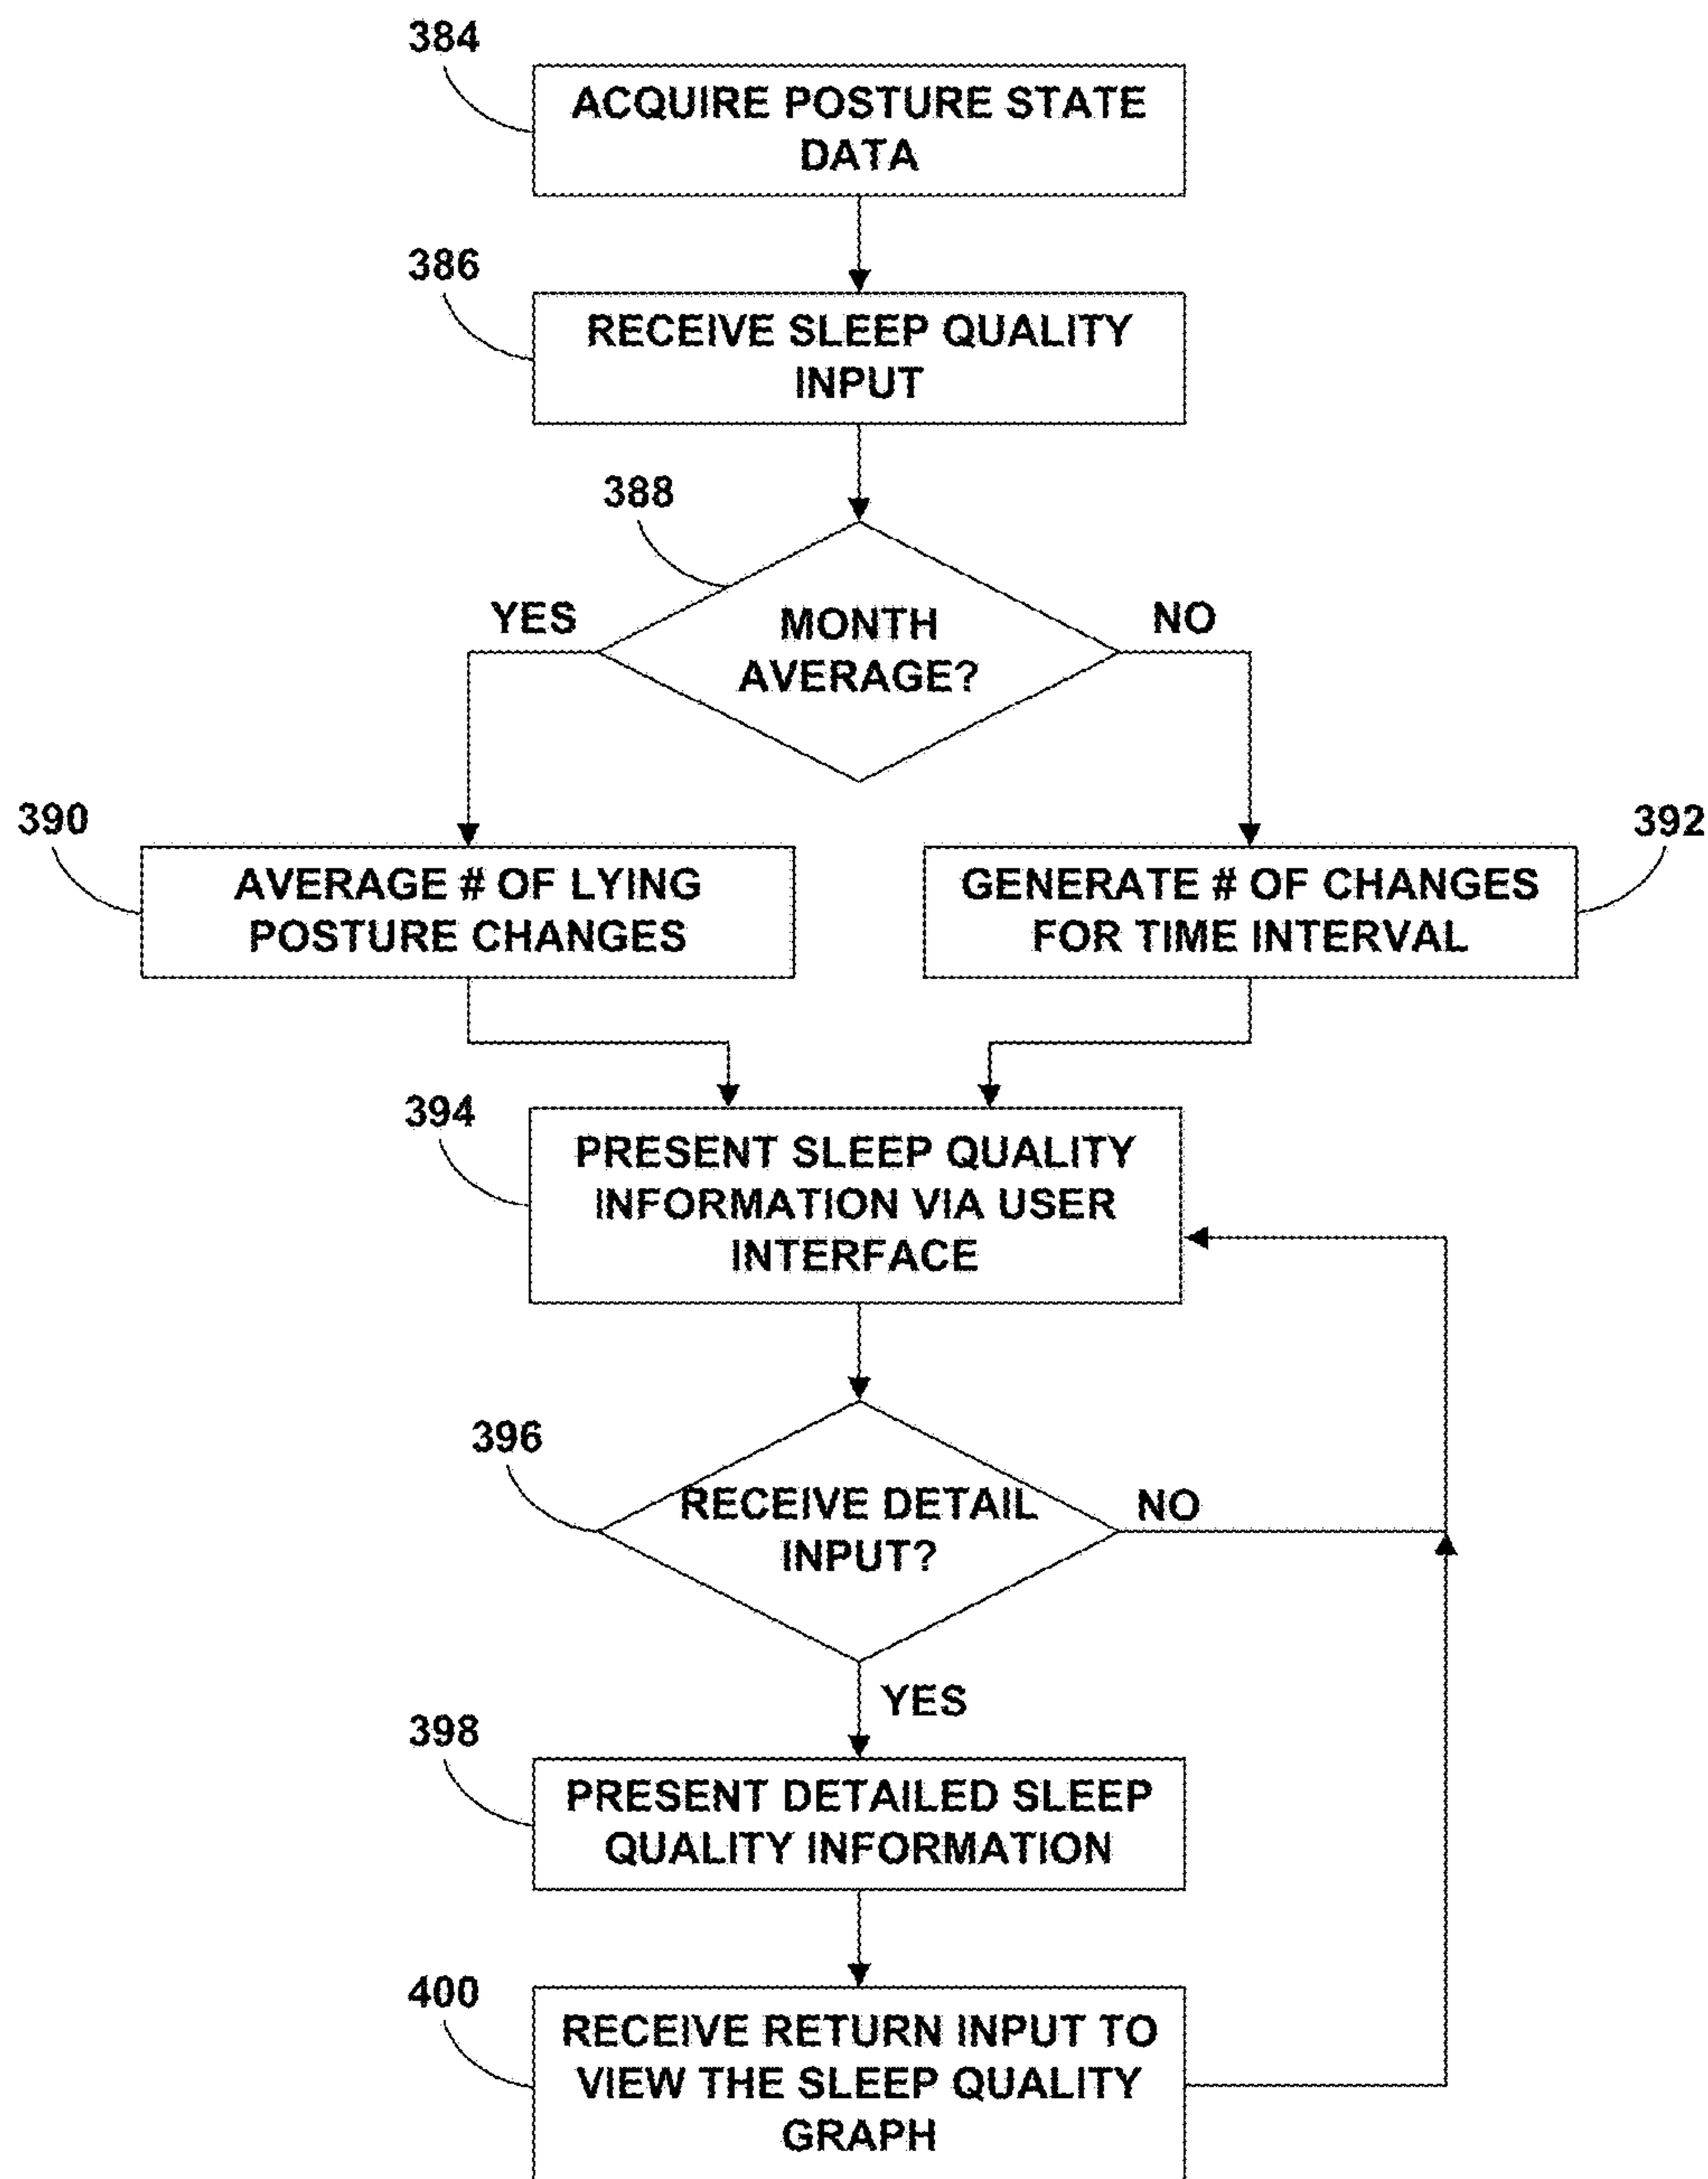 384
ACQUIRE POSTURE STATE
DATA
386
RECEIVE SLEEP QUALITY
INPUT
388
YES
MONTH
AVERAGE?
NO
390
AVERAGE # OF LYING
POSTURE CHANGES
392
GENERATE # OF CHANGES
FOR TIME INTERVAL
394
PRESENT SLEEP QUALITY
INFORMATION VIA USER
INTERFACE
396
RECEIVE DETAIL
INPUT?
NO
YES
398
PRESENT DETAILED SLEEP
QUALITY INFORMATION
400
RECEIVE RETURN INPUT TO
VIEW THE SLEEP QUALITY
GRAPH